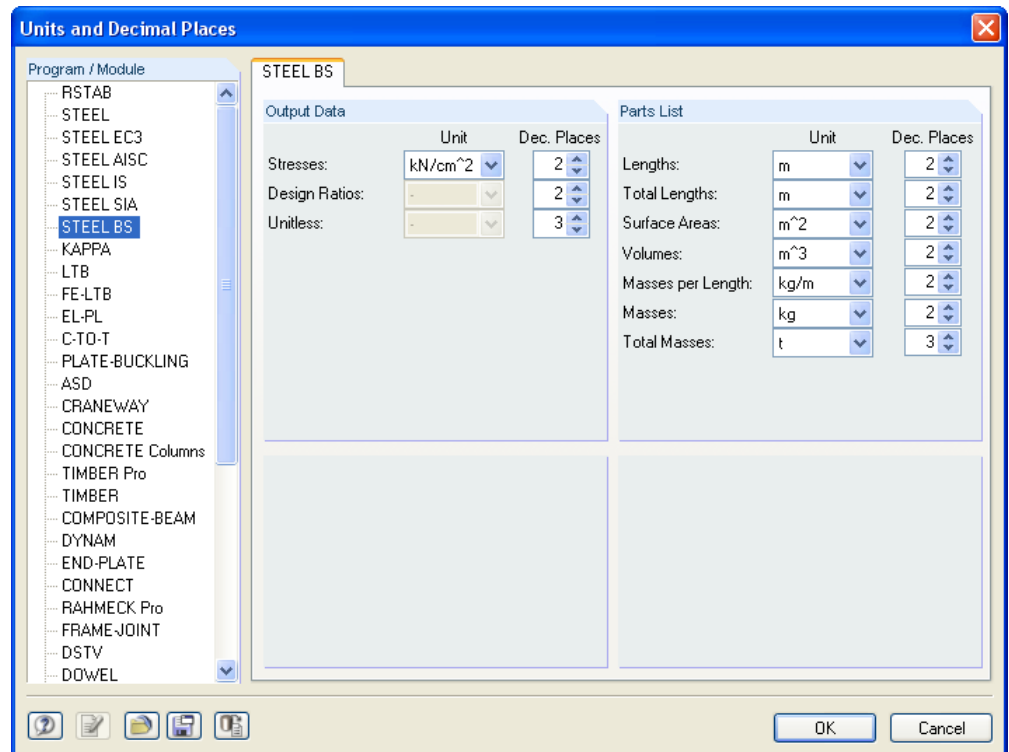 Units and Decimal Places
Program / Module
RSTAB
STEEL
STEEL EC3
STEEL AISC
STEEL IS
STEEL SIA
STEEL BS
KAPPA
LTB
FE-LTB
EL-PL
C-TO-T
PLATE-BUCKLING
ASD
CRANEWAY
CONCRETE
CONCRETE Columns
TIMBER Pro
TIMBER
COMPOSITE-BEAM
DYNAM
END-PLATE
CONNECT
RAHMECK Pro
FRAME-JOINT
DSTV
DOWEL
STEEL BS
Output Data
Unit Dec. Places
Stresses: kN/cm^2 2
Design Ratios: - 2
Unitless: - 3
Parts List
Unit Dec. Places
Lengths: m 2
Total Lengths: m 2
Surface Areas: m^2 2
Volumes: m^3 2
Masses per Length: kg/m 2
Masses: kg 2
Total Masses: t 3
OK Cancel